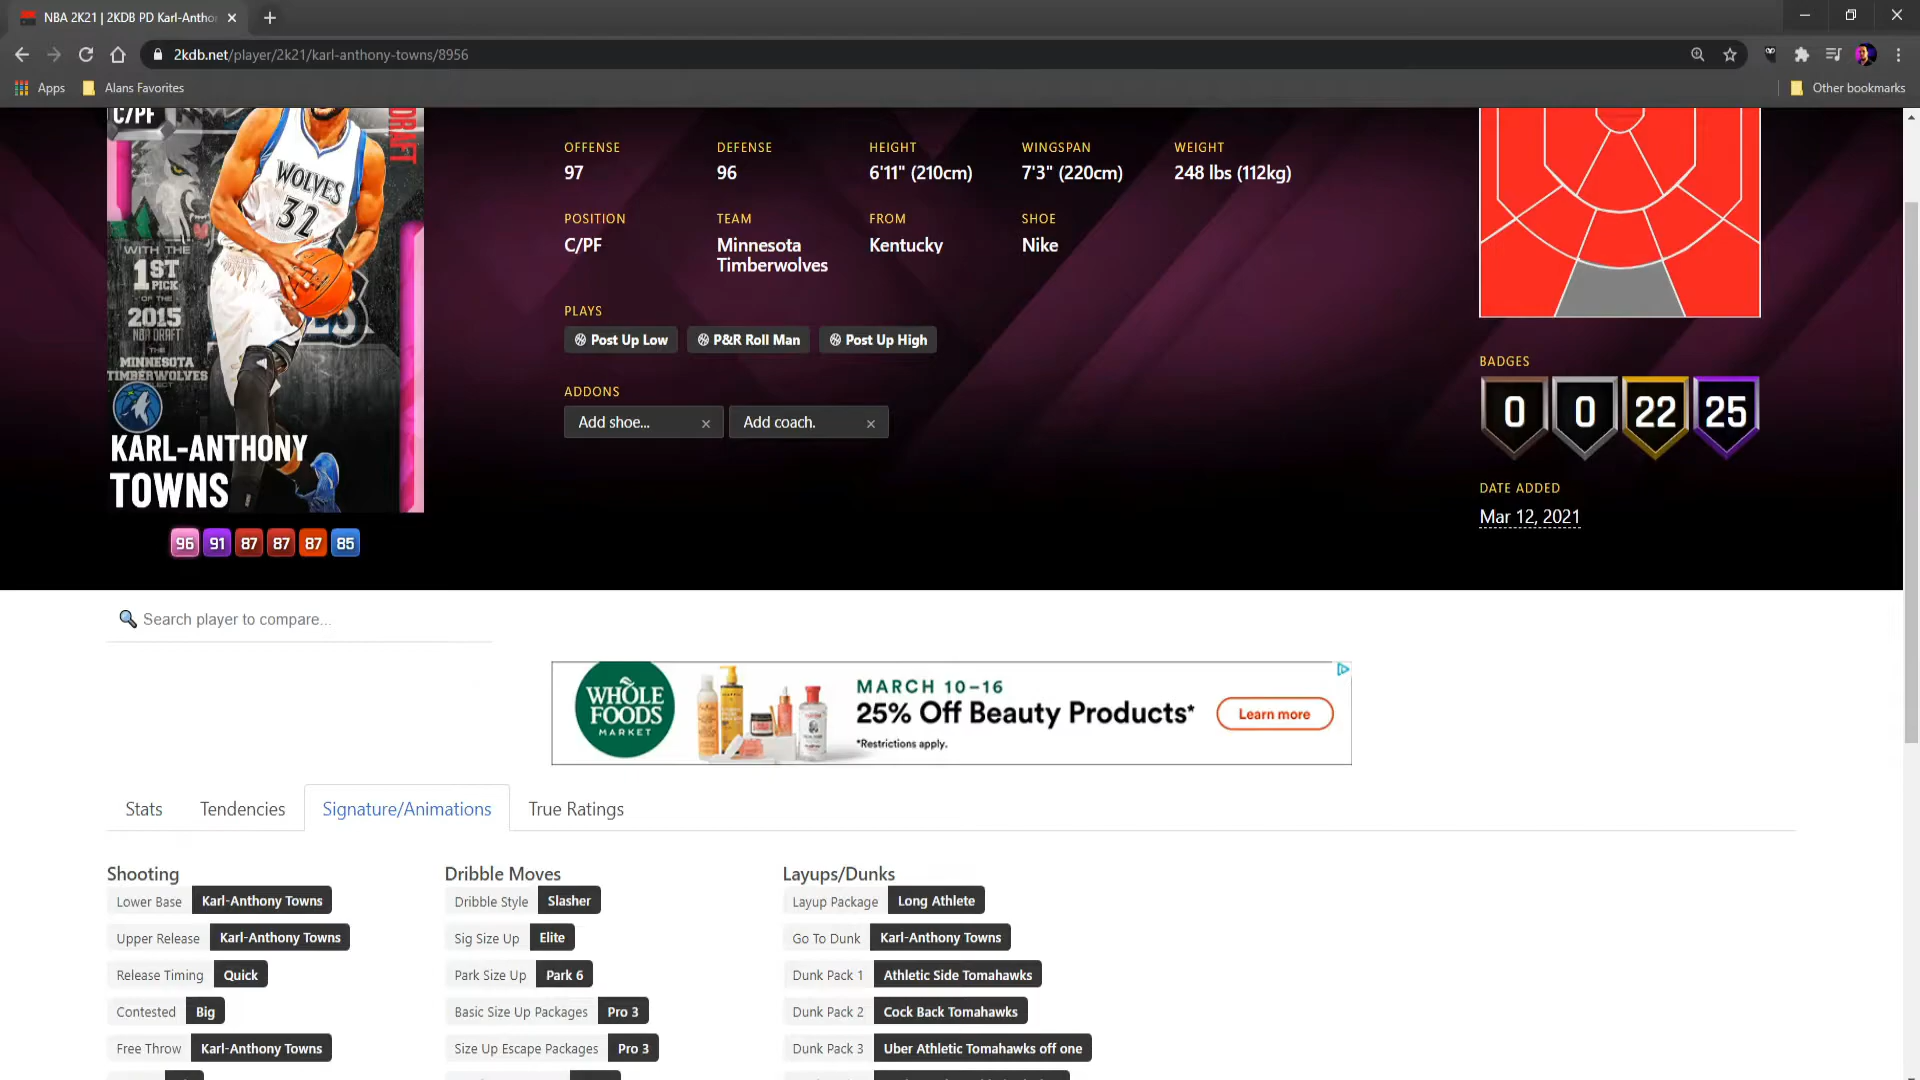 NBA 2K21 | 2KDB PD Karl-Antho
2kdb.net/player/2k21/karl-anthony-towns/8956
Apps
Alans Favorites
Other bookmarks
C/PF
DRAFT
WOLVES
32
WITH THE
1ST
PICK
OF THE
2015
NBA DRAFT
THE
MINNESOTA
TIMBERWOLVES
SELECT
KARL-ANTHONY
TOWNS
96 91 87 87 87 85
OFFENSE
97
DEFENSE
96
HEIGHT
6'11" (210cm)
WINGSPAN
7'3" (220cm)
WEIGHT
248 lbs (112kg)
POSITION
C/PF
TEAM
Minnesota
Timberwolves
FROM
Kentucky
SHOE
Nike
PLAYS
Post Up Low
P&R Roll Man
Post Up High
ADDONS
Add shoe...
Add coach.
BADGES
0 0 22 25
DATE ADDED
Mar 12, 2021
Search player to compare...
WHOLE
FOODS
MARKET
MARCH 10-16
25% Off Beauty Products*
*Restrictions apply.
Learn more
Stats
Tendencies
Signature/Animations
True Ratings
Shooting
Lower Base Karl-Anthony Towns
Upper Release Karl-Anthony Towns
Release Timing Quick
Contested Big
Free Throw Karl-Anthony Towns
Dribble Moves
Dribble Style Slasher
Sig Size Up Elite
Park Size Up Park 6
Basic Size Up Packages Pro 3
Size Up Escape Packages Pro 3
Layups/Dunks
Layup Package Long Athlete
Go To Dunk Karl-Anthony Towns
Dunk Pack 1 Athletic Side Tomahawks
Dunk Pack 2 Cock Back Tomahawks
Dunk Pack 3 Uber Athletic Tomahawks off one